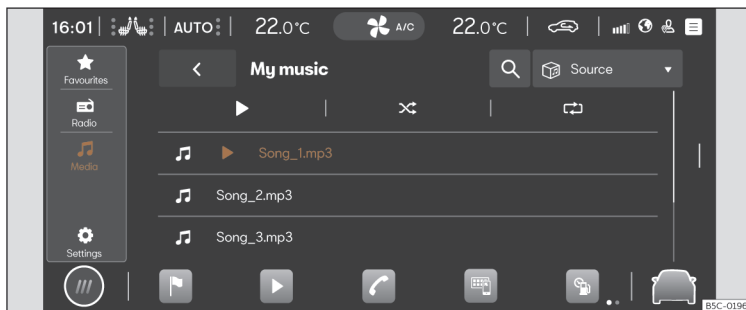 16:01 AUTO 22.0°C A/C 22.0°C
Favourites
My music
Source
Radio
Media
Song_1.mp3
Song_2.mp3
Song_3.mp3
Settings
B5C-0196